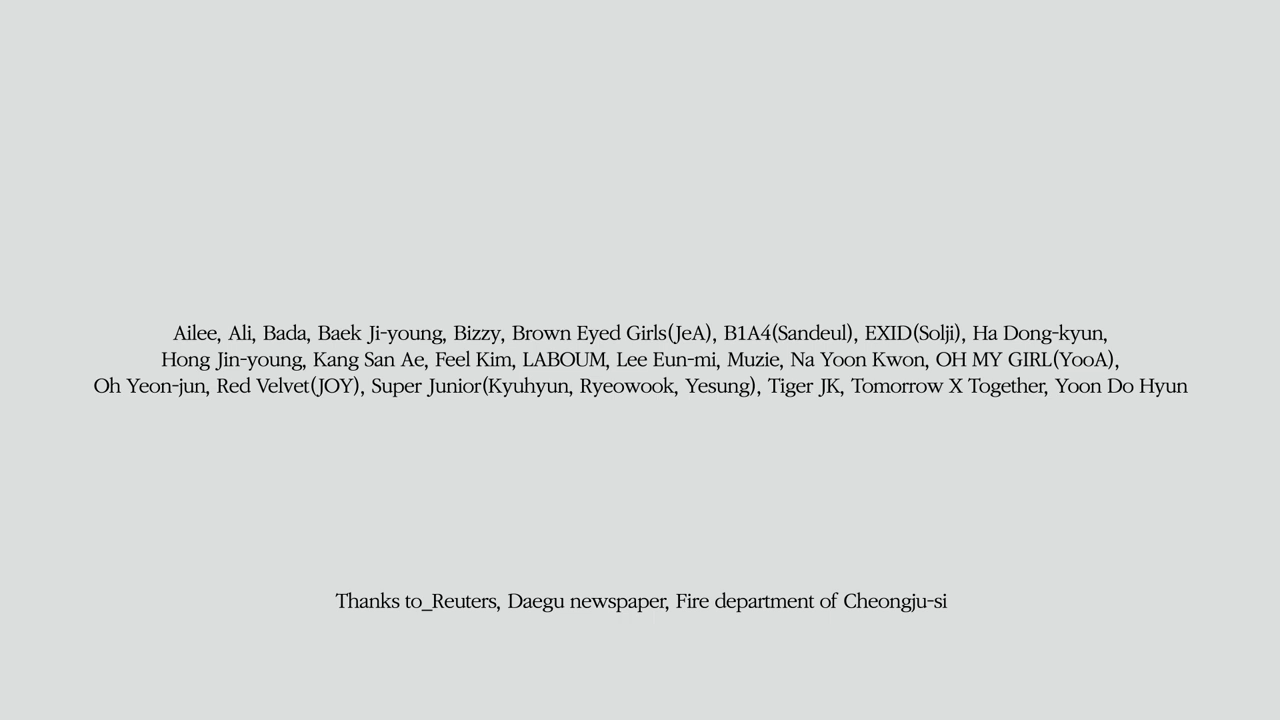 Ailee, Ali, Bada, Baek Ji-young, Bizzy, Brown Eyed Girls(JeA), B1A4(Sandeul), EXID(Solji), Ha Dong-kyun,
Hong Jin-young, Kang San Ae, Feel Kim, LABOUM, Lee Eun-mi, Muzie, Na Yoon Kwon, OH MY GIRL(YooA),
Oh Yeon-jun, Red Velvet(JOY), Super Junior(Kyuhyun, Ryeowook, Yesung), Tiger JK, Tomorrow X Together, Yoon Do Hyun
Thanks to_Reuters, Daegu newspaper, Fire department of Cheongju-si